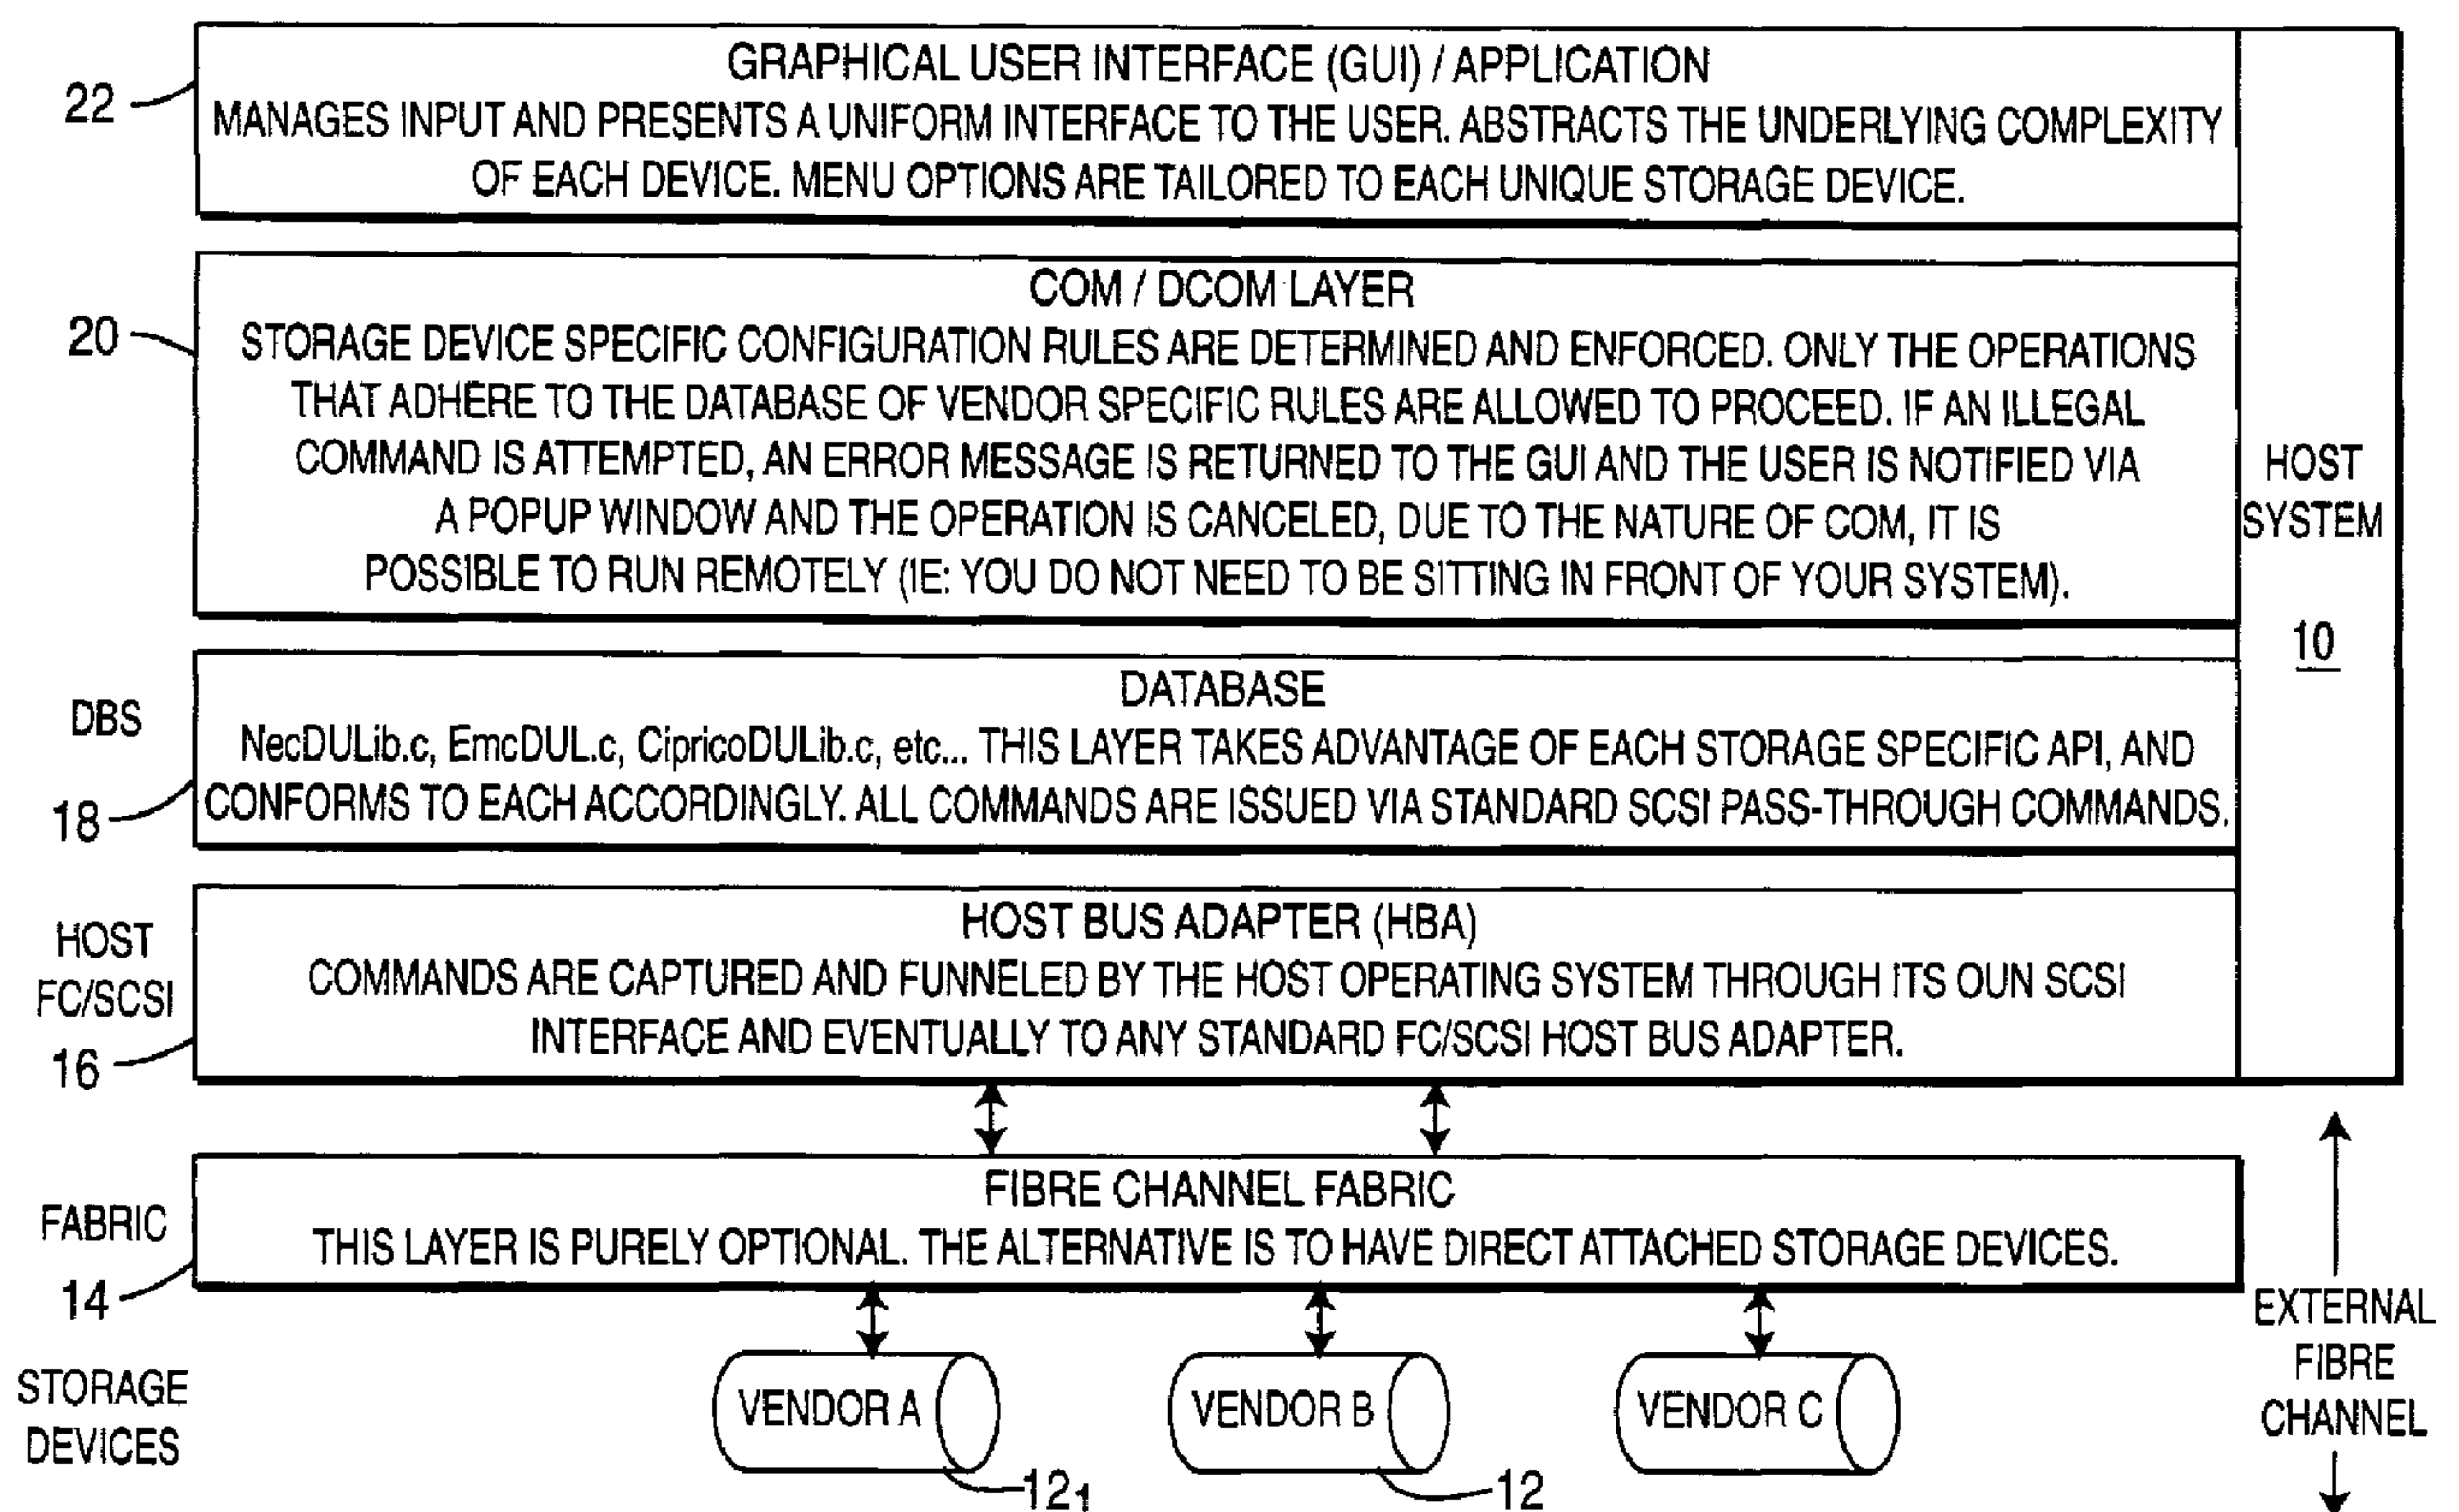 GRAPHICAL USER INTERFACE (GUI) / APPLICATION
22
MANAGES INPUT AND PRESENTS A UNIFORM INTERFACE TO THE USER. ABSTRACTS THE UNDERLYING COMPLEXITY
OF EACH DEVICE. MENU OPTIONS ARE TAILORED TO EACH UNIQUE STORAGE DEVICE.
COM / DCOM LAYER
20
STORAGE DEVICE SPECIFIC CONFIGURATION RULES ARE DETERMINED AND ENFORCED. ONLY THE OPERATIONS
THAT ADHERE TO THE DATABASE OF VENDOR SPECIFIC RULES ARE ALLOWED TO PROCEED. IF AN ILLEGAL
COMMAND IS ATTEMPTED, AN ERROR MESSAGE IS RETURNED TO THE GUI AND THE USER IS NOTIFIED VIA
A POPUP WINDOW AND THE OPERATION IS CANCELED, DUE TO THE NATURE OF COM, IT IS
POSSIBLE TO RUN REMOTELY (IE: YOU DO NOT NEED TO BE SITTING IN FRONT OF YOUR SYSTEM).
HOST
SYSTEM
10
DBS
18
DATABASE
NecDULib.c, EmcDUL.c, CipricoDULib.c, etc... THIS LAYER TAKES ADVANTAGE OF EACH STORAGE SPECIFIC API, AND
CONFORMS TO EACH ACCORDINGLY. ALL COMMANDS ARE ISSUED VIA STANDARD SCSI PASS-THROUGH COMMANDS.
HOST
FC/SCSI
16
HOST BUS ADAPTER (HBA)
COMMANDS ARE CAPTURED AND FUNNELED BY THE HOST OPERATING SYSTEM THROUGH ITS OUN SCSI
INTERFACE AND EVENTUALLY TO ANY STANDARD FC/SCSI HOST BUS ADAPTER.
FABRIC
14
FIBRE CHANNEL FABRIC
THIS LAYER IS PURELY OPTIONAL. THE ALTERNATIVE IS TO HAVE DIRECT ATTACHED STORAGE DEVICES.
EXTERNAL
FIBRE
CHANNEL
STORAGE
DEVICES
VENDOR A
VENDOR B
VENDOR C
12₁
12